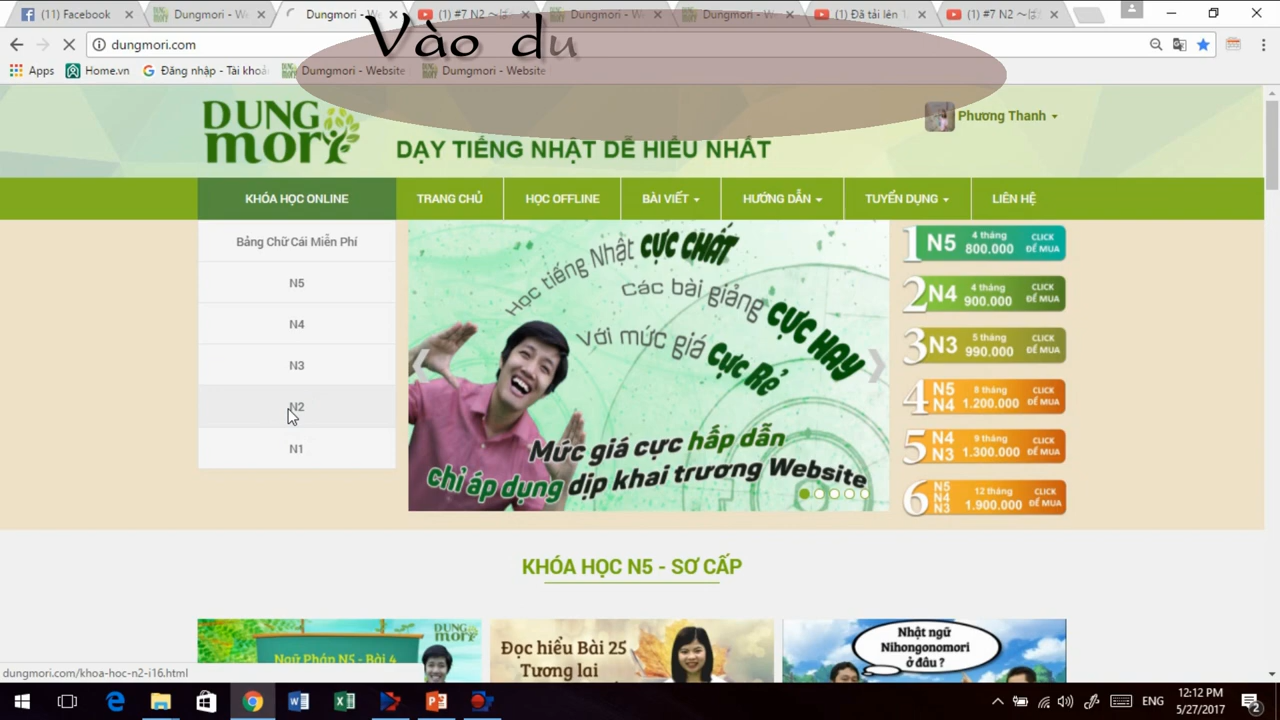 (11) Facebook
Dungmori - We
Dungmori - We
(1) #7 N2 ～ば
Dungmori - We
Dungmori - We
(1) Đã tải lên
(1) #7 N2 ～ば
Vào du
dungmori.com
Apps
Home.vn
Đăng nhập - Tài khoả
Dungmori - Website
Dungmori - Website
DUNG
mori
DẠY TIẾNG NHẬT DỄ HIỂU NHẤT
Phương Thanh
KHÓA HỌC ONLINE
TRANG CHỦ
HỌC OFFLINE
BÀI VIẾT
HƯỚNG DẪN
TUYỂN DỤNG
LIÊN HỆ
Bảng Chữ Cái Miễn Phí
N5
N4
N3
N2
N1
Học tiếng Nhật CỰC CHẤT
Các bài giảng CỰC HAY
Với mức giá CỰC RẺ
Mức giá cực hấp dẫn
chỉ áp dụng dịp khai trương Website
1 N5 4 tháng 800.000 CLICK ĐỂ MUA
2 N4 4 tháng 900.000 CLICK ĐỂ MUA
3 N3 5 tháng 990.000 CLICK ĐỂ MUA
4 N5 N4 8 tháng 1.200.000 CLICK ĐỂ MUA
5 N4 N3 9 tháng 1.300.000 CLICK ĐỂ MUA
6 N5 N4 N3 12 tháng 1.900.000 CLICK ĐỂ MUA
KHÓA HỌC N5 - SƠ CẤP
DUNG
mori
Ngữ Pháp N5 - Bài 4
Đọc hiểu Bài 25
Tương lai
Nhật ngữ
Nihongonomori
ở đâu ?
dungmori.com/khoa-hoc-n2-i16.html
ENG
12:12 PM
5/27/2017
2